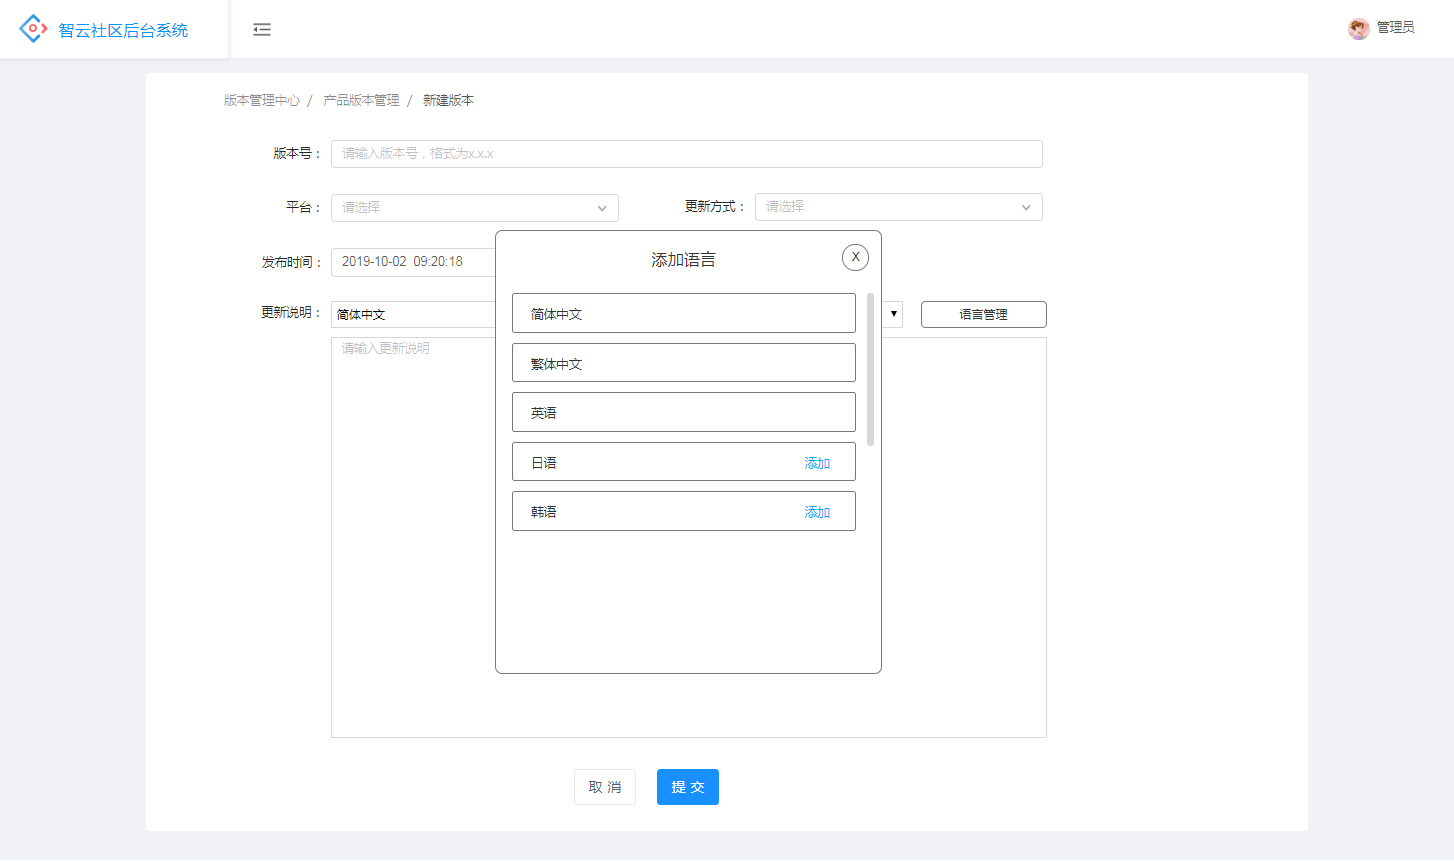 智云社区后台系统
管理员
版本管理中心 / 产品版本管理 / 新建版本
版本号：
请输入版本号，格式为x.x.x
平台：
请选择
更新方式：
请选择
发布时间：
2019-10-02 09:20:18
更新说明：
简体中文
语言管理
请输入更新说明
添加语言
X
简体中文
繁体中文
英语
日语 添加
韩语 添加
取 消
提 交